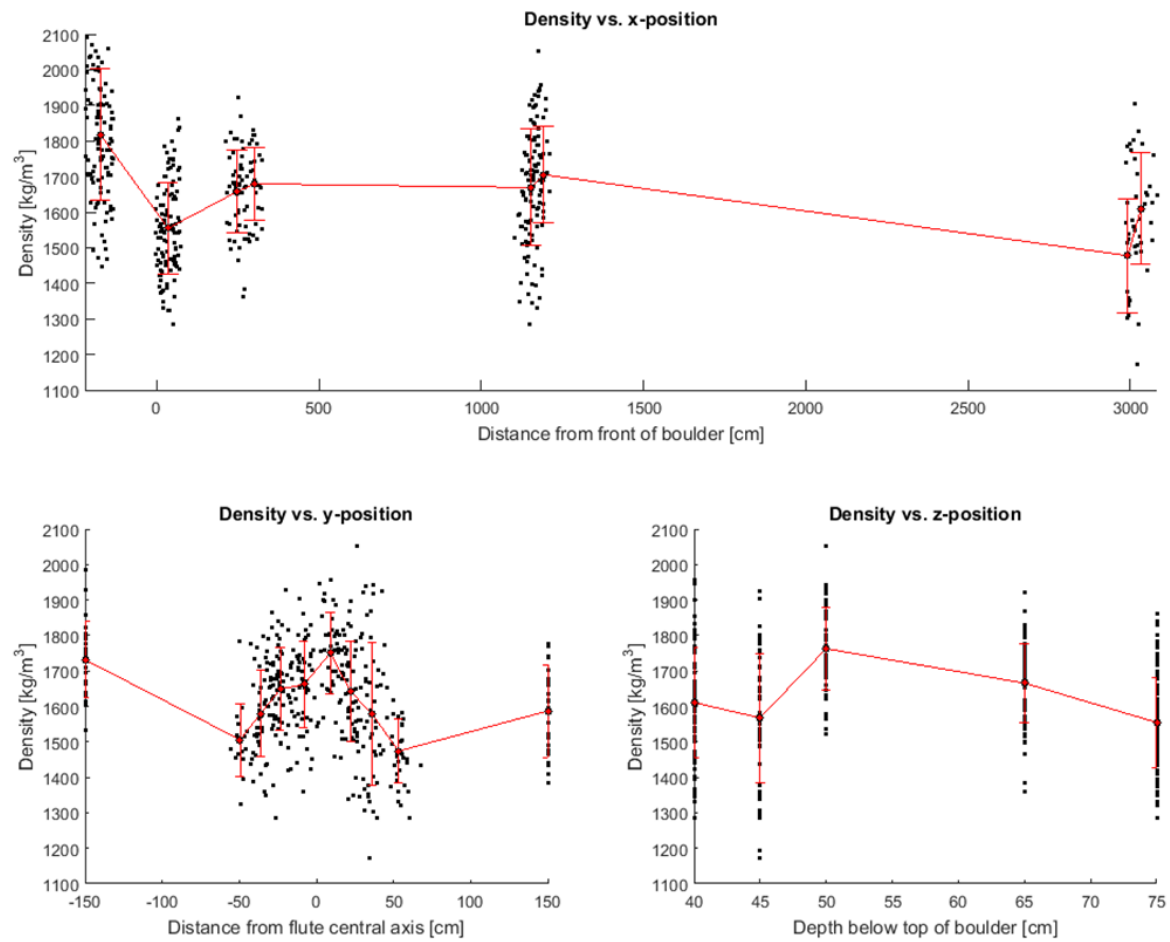 Density vs. x-position
2100
2000
1900
1800
1700
1600
1500
1400
1300
1200
1100
Density [kg/m³]
0 500 1000 1500 2000 2500 3000
Distance from front of boulder [cm]
Density vs. y-position
2100
2000
1900
1800
1700
1600
1500
1400
1300
1200
1100
Density [kg/m³]
-150 -100 -50 0 50 100 150
Distance from flute central axis [cm]
Density vs. z-position
2100
2000
1900
1800
1700
1600
1500
1400
1300
1200
1100
Density [kg/m³]
40 45 50 55 60 65 70 75
Depth below top of boulder [cm]